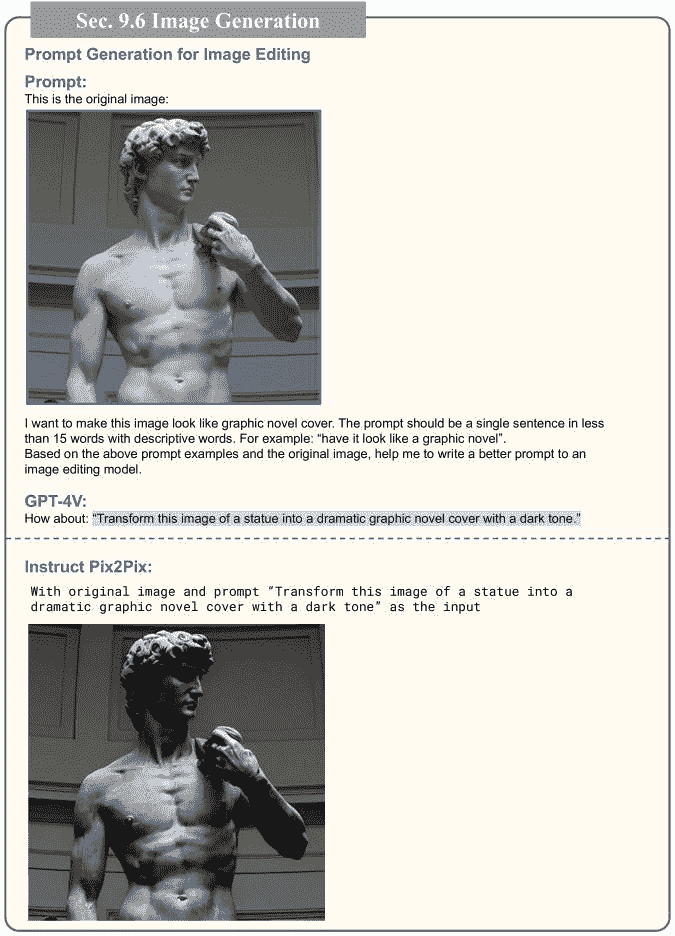 Sec. 9.6 Image Generation
Prompt Generation for Image Editing
Prompt:
This is the original image:
I want to make this image look like graphic novel cover. The prompt should be a single sentence in less
than 15 words with descriptive words. For example: “have it look like a graphic novel”.
Based on the above prompt examples and the original image, help me to write a better prompt to an
image editing model.
GPT-4V:
How about: “Transform this image of a statue into a dramatic graphic novel cover with a dark tone.”
Instruct Pix2Pix:
With original image and prompt “Transform this image of a statue into a
dramatic graphic novel cover with a dark tone” as the input